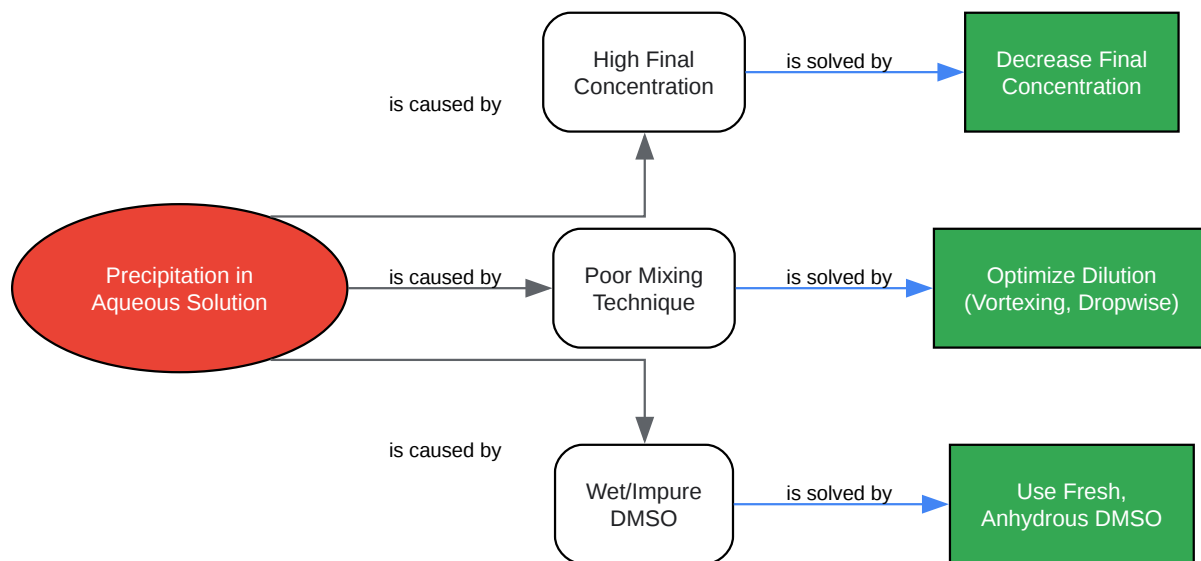 High Final
Concentration
is solved by
Decrease Final
Concentration
is caused by
Precipitation in
Aqueous Solution
is caused by
Poor Mixing
Technique
is solved by
Optimize Dilution
(Vortexing, Dropwise)
is caused by
Wet/Impure
DMSO
is solved by
Use Fresh,
Anhydrous DMSO